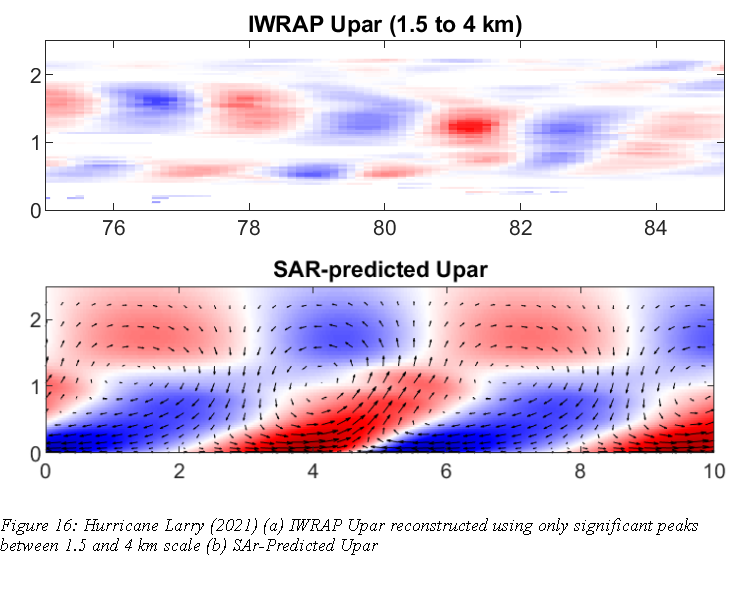 IWRAP Upar (1.5 to 4 km)
2
1
0
76 78 80 82 84
SAR-predicted Upar
2
1
0
0 2 4 6 8 10
Figure 16: Hurricane Larry (2021) (a) IWRAP Upar reconstructed using only significant peaks
between 1.5 and 4 km scale (b) SAr-Predicted Upar